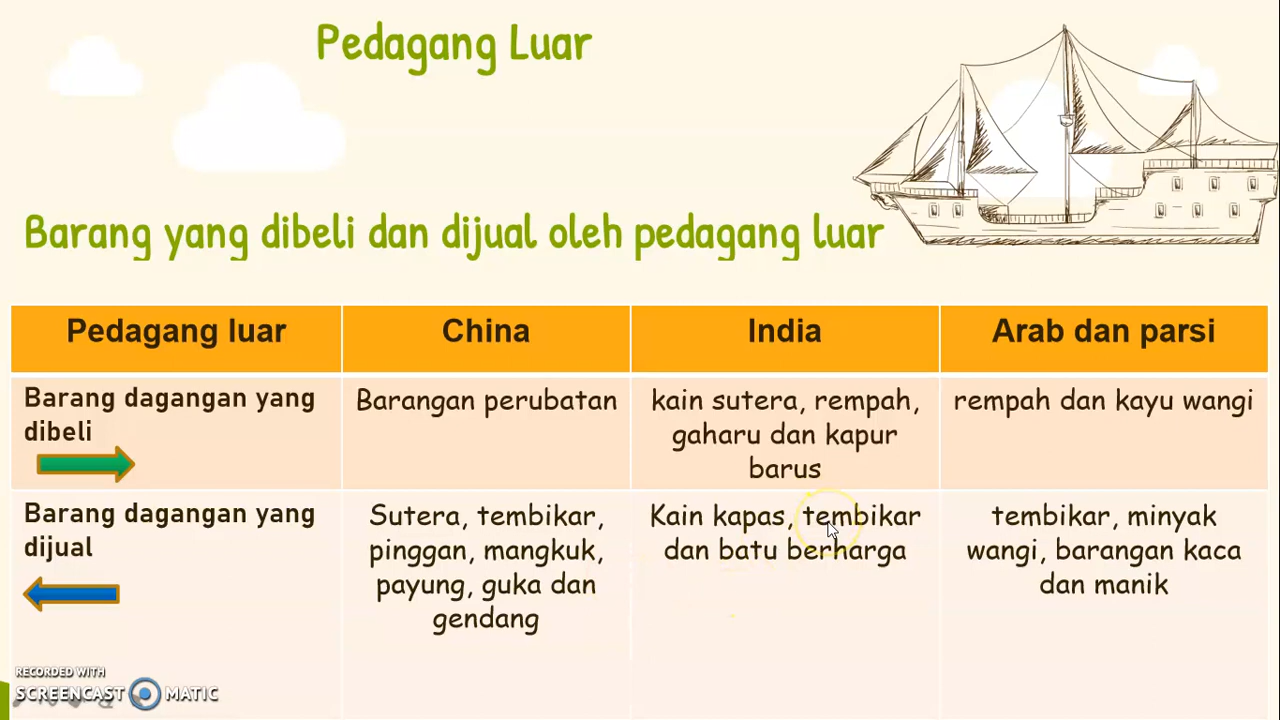 Pedagang Luar
Barang yang dibeli dan dijual oleh pedagang luar
Pedagang luar
China
India
Arab dan parsi
Barang dagangan yang
dibeli
Barangan perubatan
kain sutera, rempah,
gaharu dan kapur
barus
rempah dan kayu wangi
Barang dagangan yang
dijual
Sutera, tembikar,
pinggan, mangkuk,
payung, guka dan
gendang
Kain kapas, tembikar
dan batu berharga
tembikar, minyak
wangi, barangan kaca
dan manik
RECORDED WITH
SCREENCAST MATIC